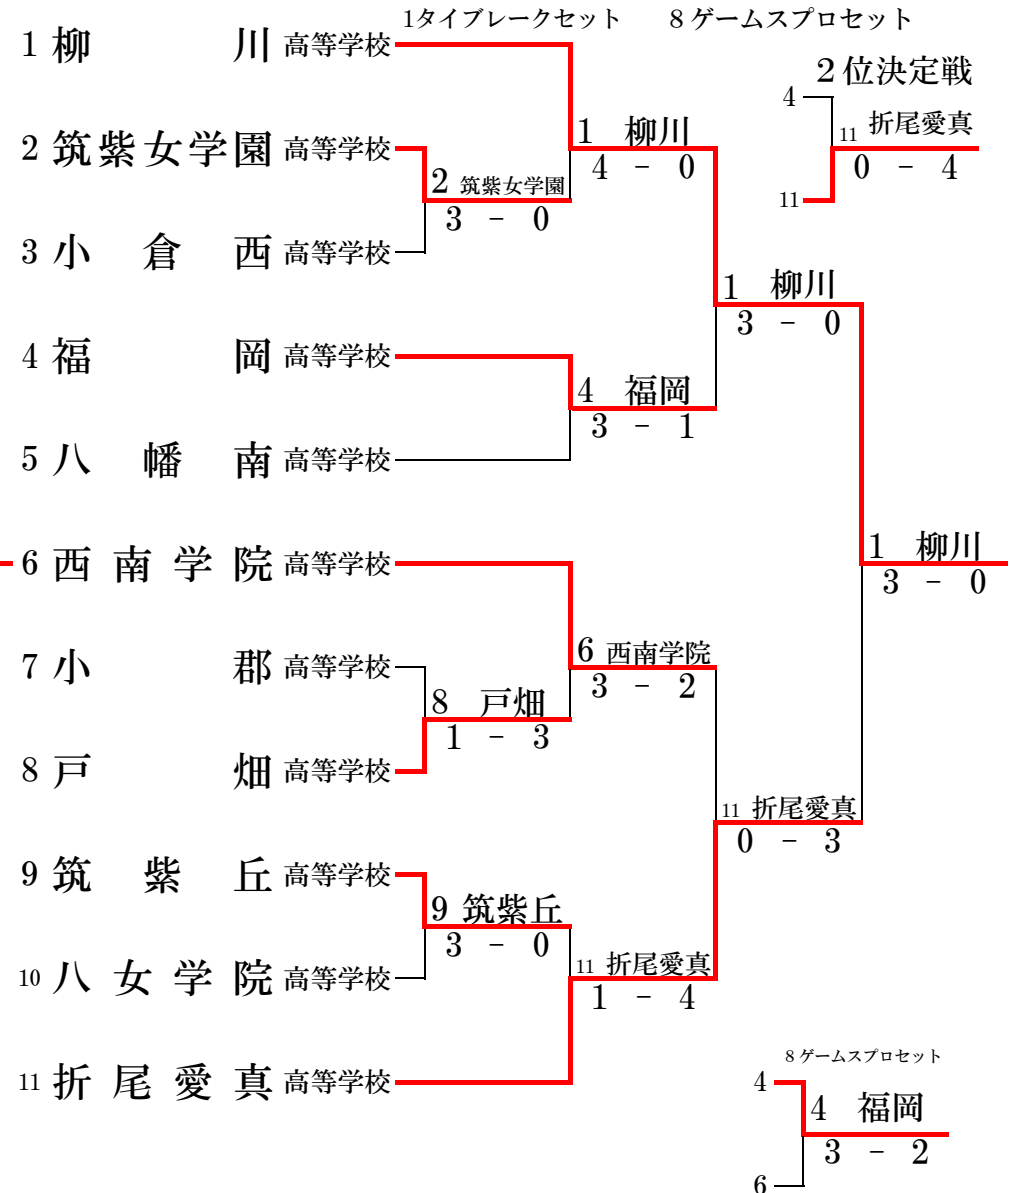 1タイブレークセット　８ゲームスプロセット
1 柳川 高等学校
２位決定戦
4
11 折尾愛真
0 - 4
11
1 柳川
4 - 0
2 筑紫女学園 高等学校
2 筑紫女学園
3 - 0
3 小倉西 高等学校
1 柳川
3 - 0
4 福岡 高等学校
4 福岡
3 - 1
5 八幡南 高等学校
1 柳川
3 - 0
6 西南学院 高等学校
6 西南学院
3 - 2
7 小郡 高等学校
8 戸畑
1 - 3
8 戸畑 高等学校
11 折尾愛真
0 - 3
9 筑紫丘 高等学校
9 筑紫丘
3 - 0
10 八女学院 高等学校
11 折尾愛真
1 - 4
11 折尾愛真 高等学校
８ゲームスプロセット
4
4 福岡
3 - 2
6